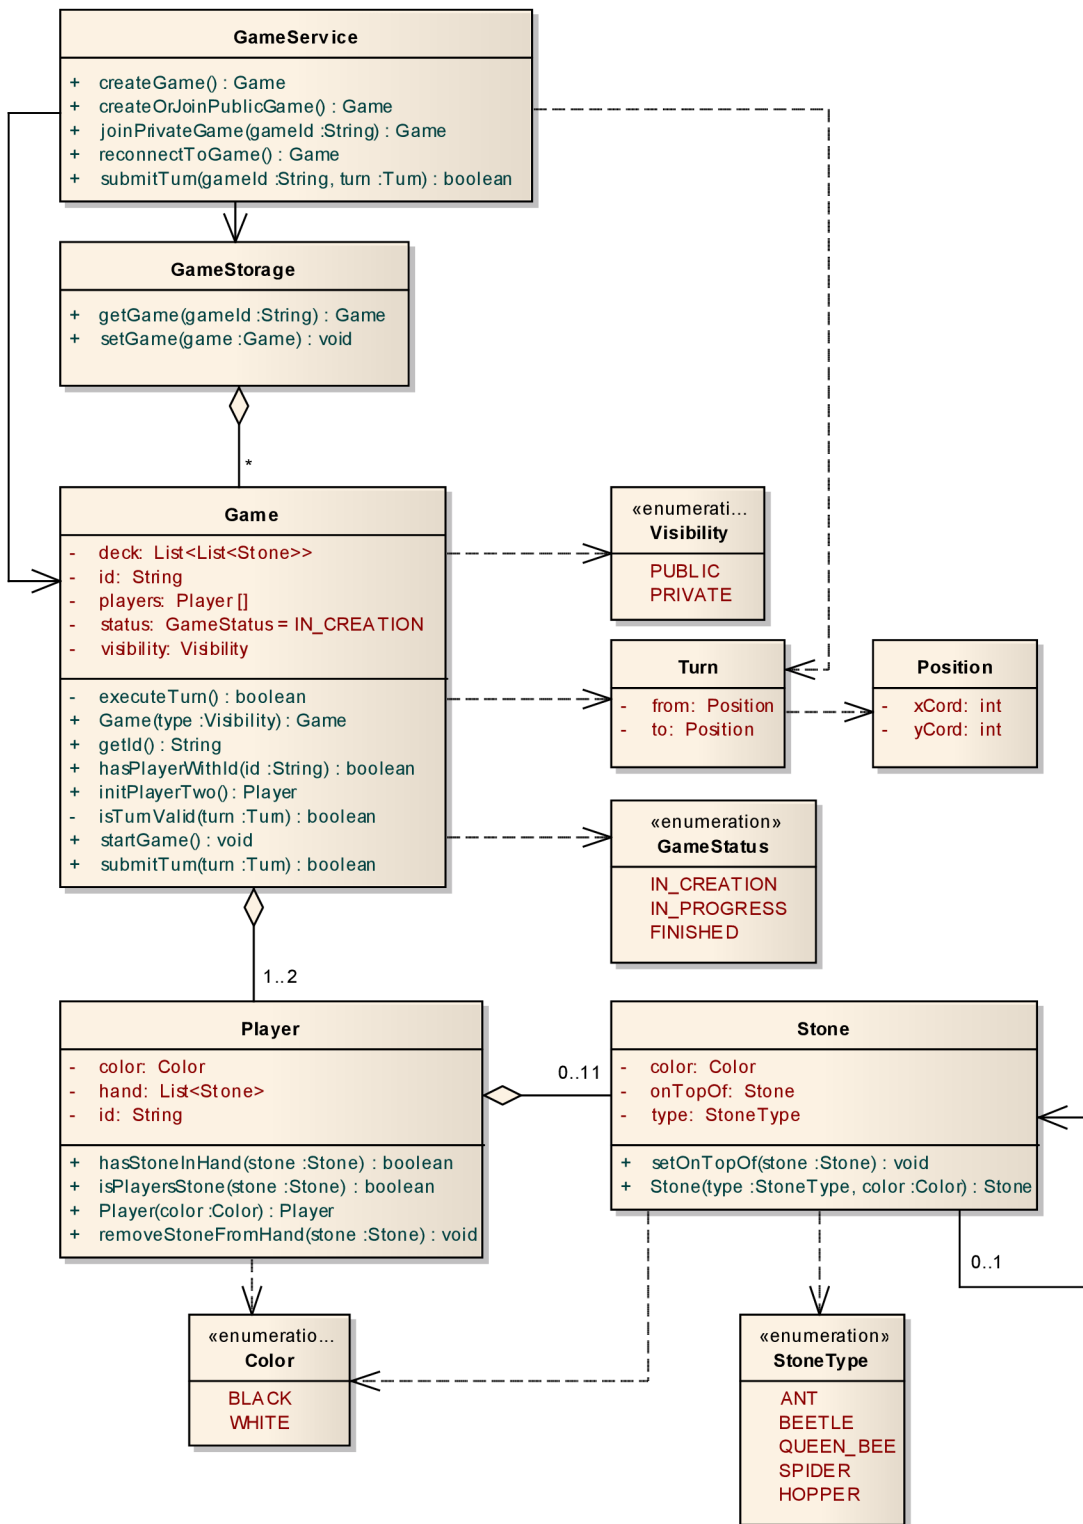 GameService
+ createGame() : Game
+ createOrJoinPublicGame() : Game
+ joinPrivateGame(gameId :String) : Game
+ reconnectToGame() : Game
+ submitTurn(gameId :String, turn :Turn) : boolean
GameStorage
+ getGame(gameId :String) : Game
+ setGame(game :Game) : void
*
Game
- deck: List<List<Stone>>
- id: String
- players: Player []
- status: GameStatus = IN_CREATION
- visibility: Visibility
- executeTurn() : boolean
+ Game(type :Visibility) : Game
+ getId() : String
+ hasPlayerWithId(id :String) : boolean
+ initPlayerTwo() : Player
- isTurnValid(turn :Turn) : boolean
+ startGame() : void
+ submitTurn(turn :Turn) : boolean
«enumerati...
Visibility
PUBLIC
PRIVATE
Turn
- from: Position
- to: Position
Position
- xCord: int
- yCord: int
«enumeration»
GameStatus
IN_CREATION
IN_PROGRESS
FINISHED
1..2
Player
- color: Color
- hand: List<Stone>
- id: String
+ hasStoneInHand(stone :Stone) : boolean
+ isPlayersStone(stone :Stone) : boolean
+ Player(color :Color) : Player
+ removeStoneFromHand(stone :Stone) : void
0..11
Stone
- color: Color
- onTopOf: Stone
- type: StoneType
+ setOnTopOf(stone :Stone) : void
+ Stone(type :StoneType, color :Color) : Stone
0..1
«enumeratio...
Color
BLACK
WHITE
«enumeration»
StoneType
ANT
BEETLE
QUEEN_BEE
SPIDER
HOPPER